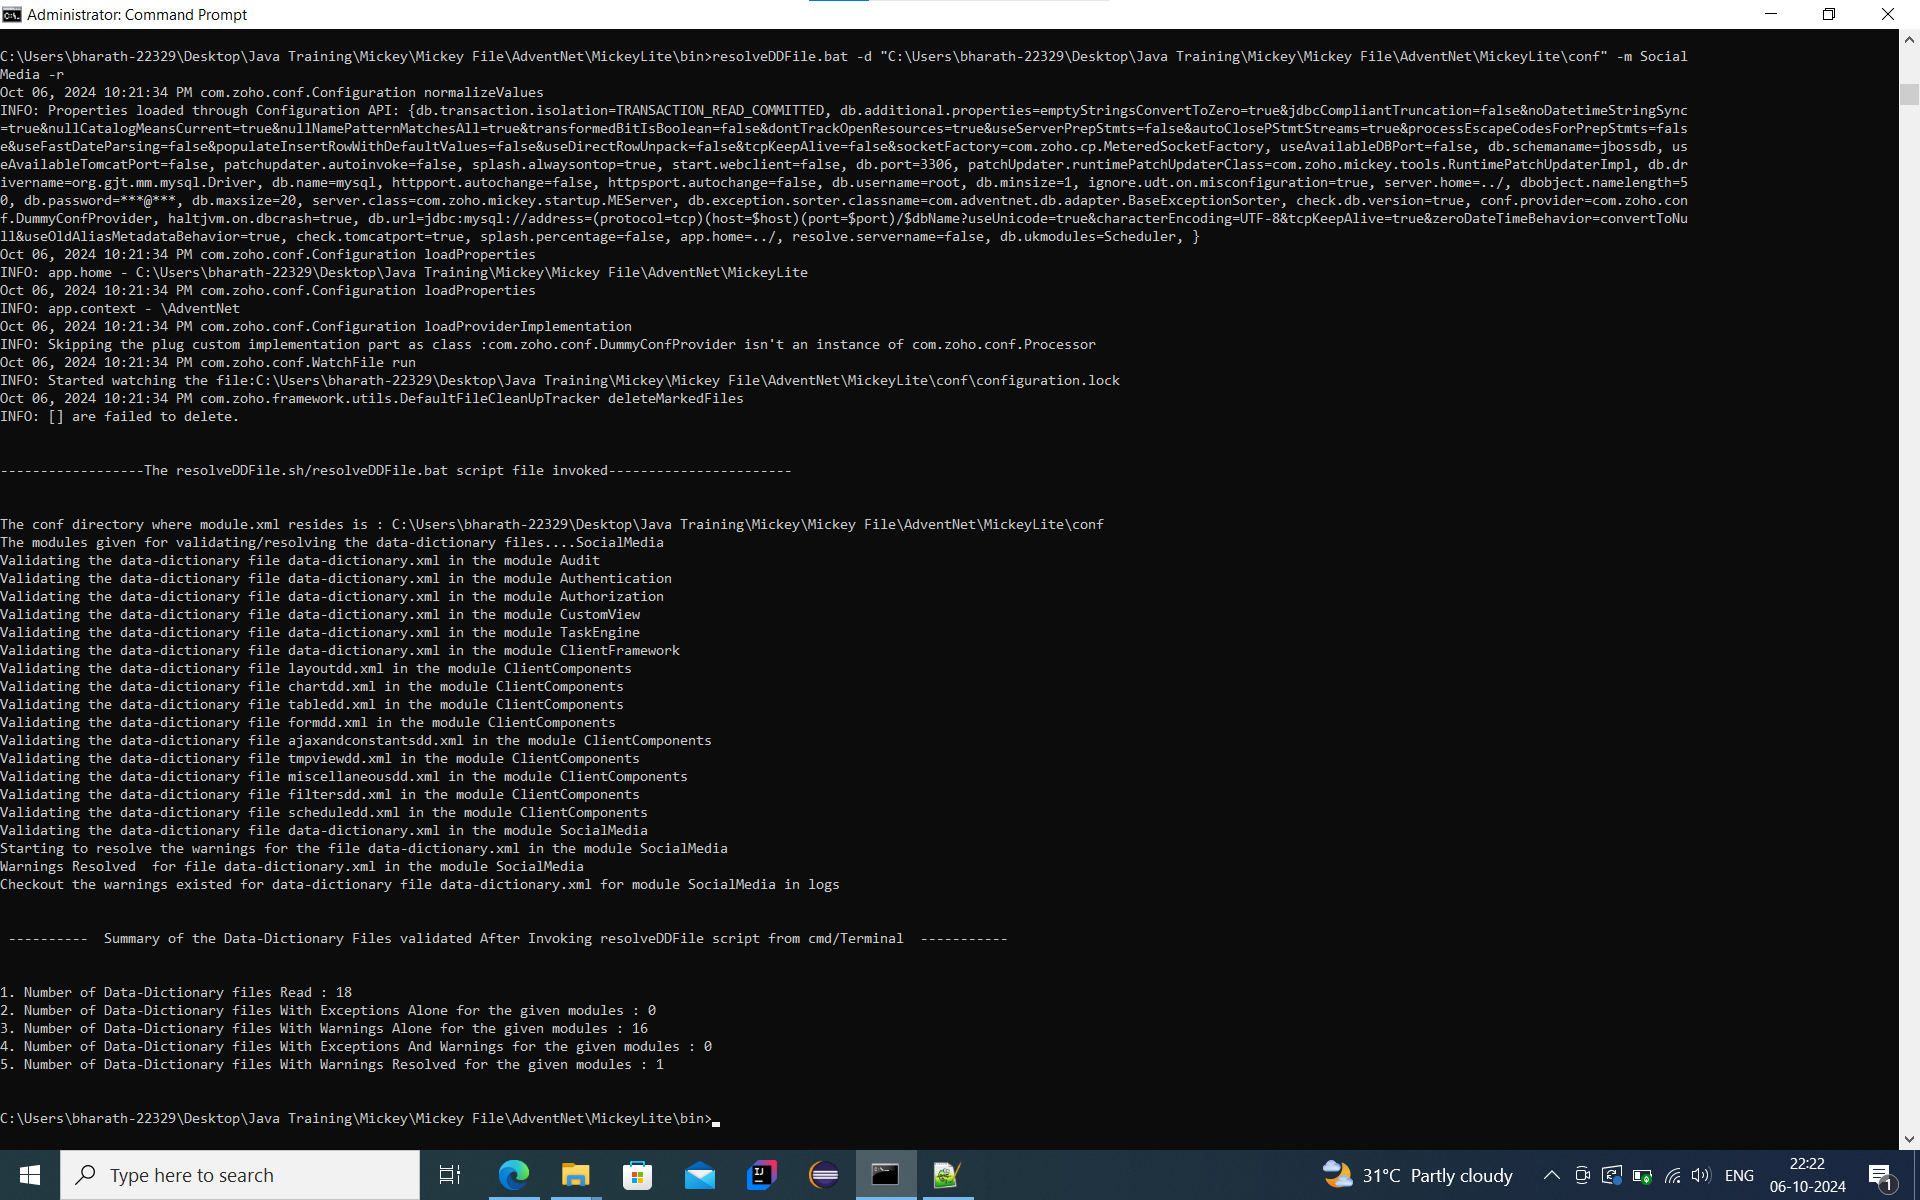 Administrator: Command Prompt
C:\Users\bharath-22329\Desktop\Java Training\Mickey\Mickey File\AdventNet\MickeyLite\bin>resolveDDFile.bat -d "C:\Users\bharath-22329\Desktop\Java Training\Mickey\Mickey File\AdventNet\MickeyLite\conf" -m Social
Media -r
Oct 06, 2024 10:21:34 PM com.zoho.conf.Configuration normalizeValues
INFO: Properties loaded through Configuration API: {db.transaction.isolation=TRANSACTION_READ_COMMITTED, db.additional.properties=emptyStringsConvertToZero=true&jdbcCompliantTruncation=false&noDatetimeStringSync
=true&nullCatalogMeansCurrent=true&nullNamePatternMatchesAll=true&transformedBitIsBoolean=false&dontTrackOpenResources=true&useServerPrepStmts=false&autoClosePStmtStreams=true&processEscapeCodesForPrepStmts=fals
e&useFastDateParsing=false&populateInsertRowWithDefaultValues=false&useDirectRowUnpack=false&tcpKeepAlive=false&socketFactory=com.zoho.cp.MeteredSocketFactory, useAvailableDBPort=false, db.schemaname=jbossdb, us
eAvailableTomcatPort=false, patchupdater.autoinvoke=false, splash.alwaysontop=true, start.webclient=false, db.port=3306, patchUpdater.runtimePatchUpdaterClass=com.zoho.mickey.tools.RuntimePatchUpdaterImpl, db.dr
ivername=org.gjt.mm.mysql.Driver, db.name=mysql, httpport.autochange=false, httpsport.autochange=false, db.username=root, db.minsize=1, ignore.udt.on.misconfiguration=true, server.home=../, dbobject.namelength=5
0, db.password=***@***, db.maxsize=20, server.class=com.zoho.mickey.startup.MEServer, db.exception.sorter.classname=com.adventnet.db.adapter.BaseExceptionSorter, check.db.version=true, conf.provider=com.zoho.con
f.DummyConfProvider, haltjvm.on.dbcrash=true, db.url=jdbc:mysql://address=(protocol=tcp)(host=$host)(port=$port)/$dbName?useUnicode=true&characterEncoding=UTF-8&tcpKeepAlive=true&zeroDateTimeBehavior=convertToNu
ll&useOldAliasMetadataBehavior=true, check.tomcatport=true, splash.percentage=false, app.home=../, resolve.servername=false, db.ukmodules=Scheduler, }
Oct 06, 2024 10:21:34 PM com.zoho.conf.Configuration loadProperties
INFO: app.home - C:\Users\bharath-22329\Desktop\Java Training\Mickey\Mickey File\AdventNet\MickeyLite
Oct 06, 2024 10:21:34 PM com.zoho.conf.Configuration loadProperties
INFO: app.context - \AdventNet
Oct 06, 2024 10:21:34 PM com.zoho.conf.Configuration loadProviderImplementation
INFO: Skipping the plug custom implementation part as class :com.zoho.conf.DummyConfProvider isn't an instance of com.zoho.conf.Processor
Oct 06, 2024 10:21:34 PM com.zoho.conf.WatchFile run
INFO: Started watching the file:C:\Users\bharath-22329\Desktop\Java Training\Mickey\Mickey File\AdventNet\MickeyLite\conf\configuration.lock
Oct 06, 2024 10:21:34 PM com.zoho.framework.utils.DefaultFileCleanUpTracker deleteMarkedFiles
INFO: [] are failed to delete.
------------------The resolveDDFile.sh/resolveDDFile.bat script file invoked-----------------------
The conf directory where module.xml resides is : C:\Users\bharath-22329\Desktop\Java Training\Mickey\Mickey File\AdventNet\MickeyLite\conf
The modules given for validating/resolving the data-dictionary files....SocialMedia
Validating the data-dictionary file data-dictionary.xml in the module Audit
Validating the data-dictionary file data-dictionary.xml in the module Authentication
Validating the data-dictionary file data-dictionary.xml in the module Authorization
Validating the data-dictionary file data-dictionary.xml in the module CustomView
Validating the data-dictionary file data-dictionary.xml in the module TaskEngine
Validating the data-dictionary file data-dictionary.xml in the module ClientFramework
Validating the data-dictionary file layoutdd.xml in the module ClientComponents
Validating the data-dictionary file chartdd.xml in the module ClientComponents
Validating the data-dictionary file tabledd.xml in the module ClientComponents
Validating the data-dictionary file formdd.xml in the module ClientComponents
Validating the data-dictionary file ajaxandconstantsdd.xml in the module ClientComponents
Validating the data-dictionary file tmpviewdd.xml in the module ClientComponents
Validating the data-dictionary file miscellaneousdd.xml in the module ClientComponents
Validating the data-dictionary file filtersdd.xml in the module ClientComponents
Validating the data-dictionary file scheduledd.xml in the module ClientComponents
Validating the data-dictionary file data-dictionary.xml in the module SocialMedia
Starting to resolve the warnings for the file data-dictionary.xml in the module SocialMedia
Warnings Resolved  for file data-dictionary.xml in the module SocialMedia
Checkout the warnings existed for data-dictionary file data-dictionary.xml for module SocialMedia in logs
----------  Summary of the Data-Dictionary Files validated After Invoking resolveDDFile script from cmd/Terminal  -----------
1. Number of Data-Dictionary files Read : 18
2. Number of Data-Dictionary files With Exceptions Alone for the given modules : 0
3. Number of Data-Dictionary files With Warnings Alone for the given modules : 16
4. Number of Data-Dictionary files With Exceptions And Warnings for the given modules : 0
5. Number of Data-Dictionary files With Warnings Resolved for the given modules : 1
C:\Users\bharath-22329\Desktop\Java Training\Mickey\Mickey File\AdventNet\MickeyLite\bin>
Type here to search
31°C Partly cloudy
ENG
22:22
06-10-2024
1